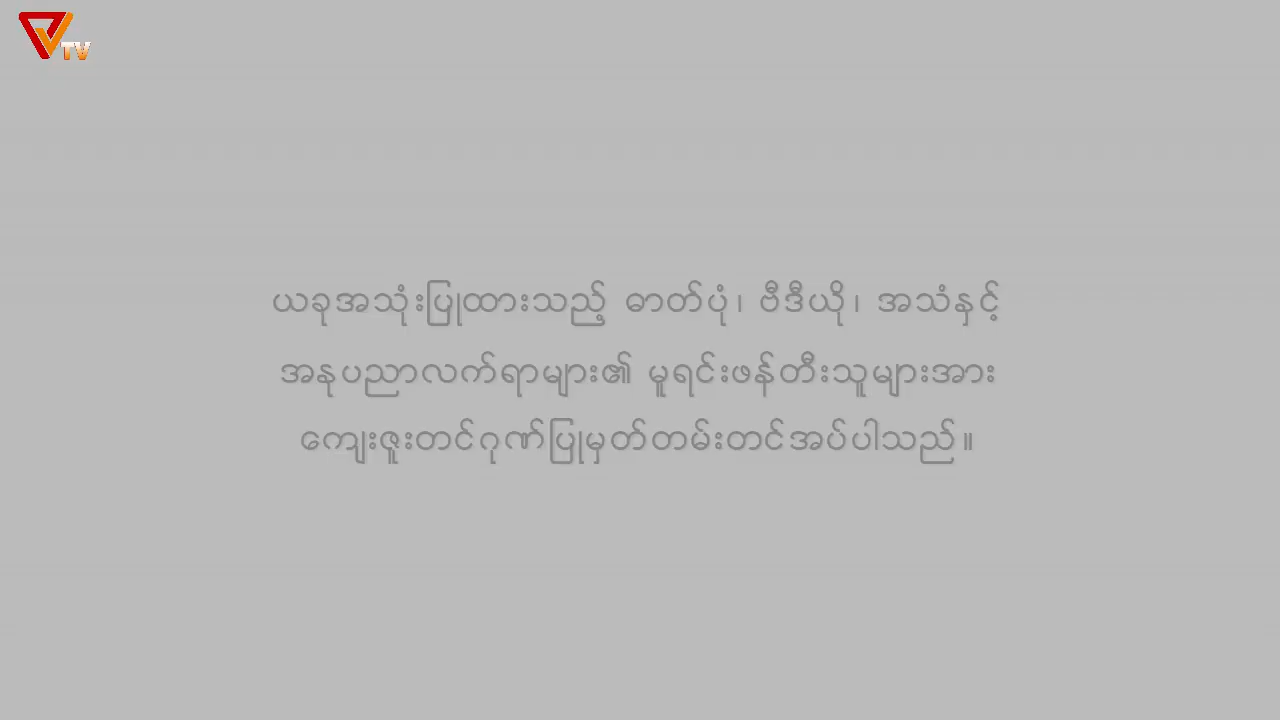 TV
ယခုအသုံးပြုထားသည့် ဓာတ်ပုံ၊ ဗီဒီယို၊ အသံနှင့်
အနုပညာလက်ရာများ၏ မူရင်းဖန်တီးသူများအား
ကျေးဇူးတင်ဂုဏ်ပြုမှတ်တမ်းတင်အပ်ပါသည်။